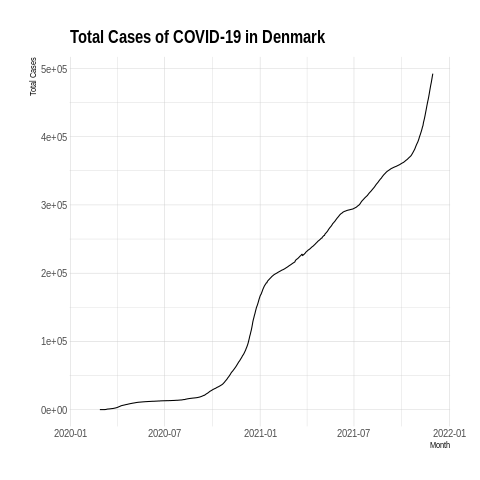 Total Cases of COVID-19 in Denmark
Total Cases
5e+05
4e+05
3e+05
2e+05
1e+05
0e+00
2020-01 2020-07 2021-01 2021-07 2022-01
Month